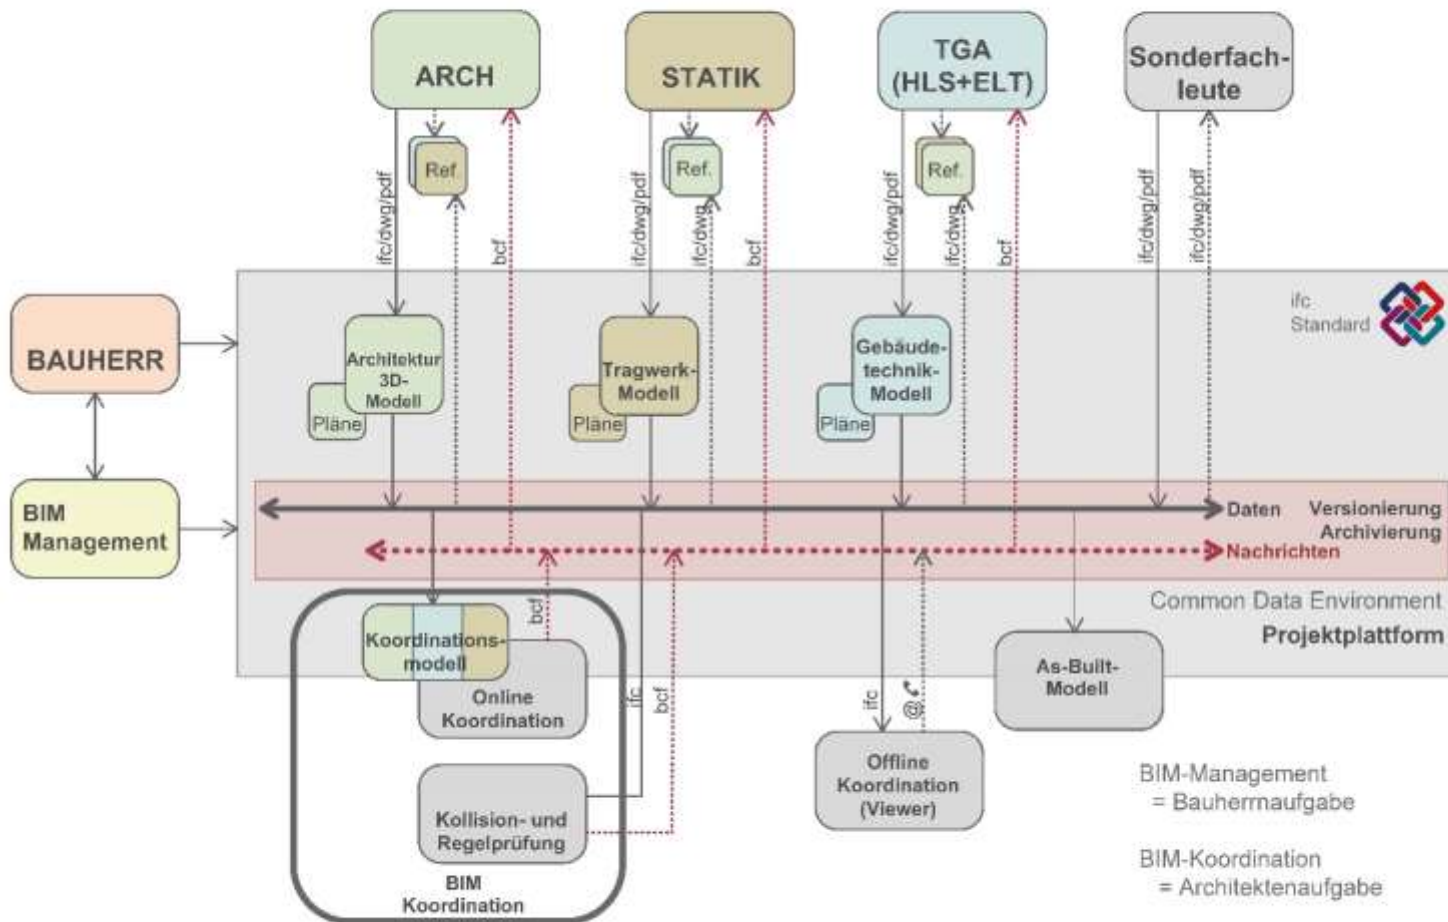 ARCH
STATIK
TGA
(HLS+ELT)
Sonderfach-
leute
Ref.
Ref.
Ref.
ifc/dwg/pdf
bcf
ifc/dwg/pdf
ifc/dwg
bcf
ifc/dwg/pdf
ifc/dwg
bcf
ifc/dwg/pdf
ifc/dwg/pdf
ifc
Standard
BAUHERR
Architektur
3D-
Modell
Pläne
Tragwerk-
Modell
Pläne
Gebäude-
technik-
Modell
Pläne
BIM
Management
Daten
Versionierung
Archivierung
Nachrichten
Common Data Environment
Projektplattform
bcf
Koordinations-
modell
Online
Koordination
ifc
bcf
ifc
@
As-Built-
Modell
Kollision- und
Regelprüfung
BIM
Koordination
Offline
Koordination
(Viewer)
BIM-Management
= Bauherrnaufgabe
BIM-Koordination
= Architektenaufgabe